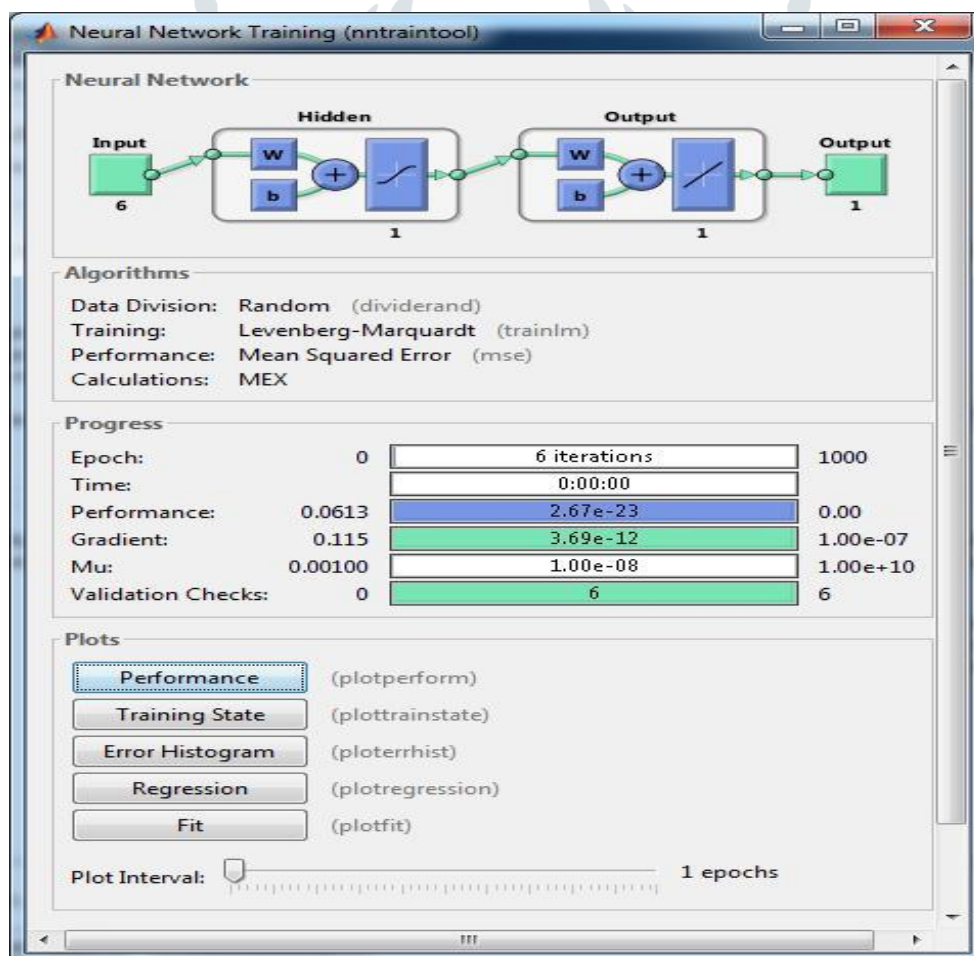 Neural Network Training (nntraintool)
Neural Network
Hidden
Output
Input
W
b
+
W
b
+
Output
6
1
1
1
Algorithms
Data Division: Random (dividerand)
Training: Levenberg-Marquardt (trainlm)
Performance: Mean Squared Error (mse)
Calculations: MEX
Progress
Epoch: 0 6 iterations 1000
Time: 0:00:00
Performance: 0.0613 2.67e-23 0.00
Gradient: 0.115 3.69e-12 1.00e-07
Mu: 0.00100 1.00e-08 1.00e+10
Validation Checks: 0 6 6
Plots
Performance (plotperform)
Training State (plottrainstate)
Error Histogram (ploterrhist)
Regression (plotregression)
Fit (plotfit)
Plot Interval: 1 epochs